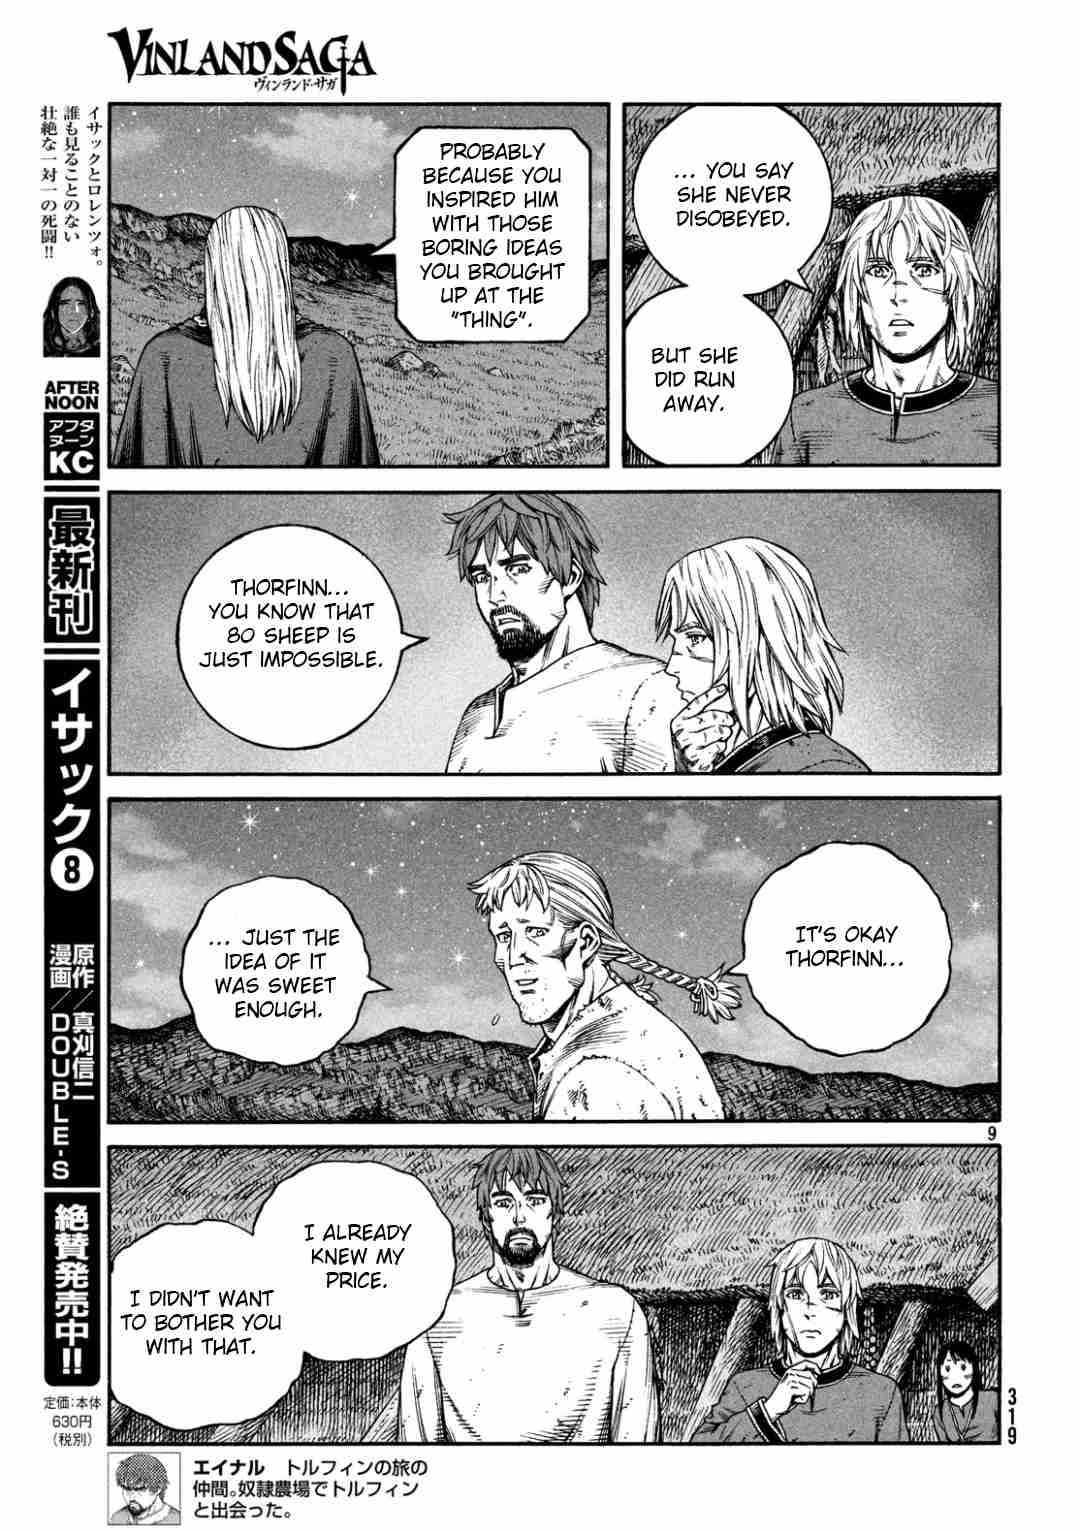 VINLAND SAGA
ヴィンランド・サガ
... YOU SAY
SHE NEVER
DISOBEYED.
BUT SHE
DID RUN
AWAY.
PROBABLY
BECAUSE YOU
INSPIRED HIM
WITH THOSE
BORING IDEAS
YOU BROUGHT
UP AT THE
"THING".
THORFINN...
YOU KNOW THAT
80 SHEEP IS
JUST IMPOSSIBLE.
IT'S OKAY
THORFINN...
... JUST THE
IDEA OF IT
WAS SWEET
ENOUGH.
9
I ALREADY
KNEW MY
PRICE.
I DIDN'T WANT
TO BOTHER YOU
WITH THAT.
319
イサックとロレンツォ。
誰も見ることのない
壮絶な一対一の死闘!!
AFTER
NOON
アフタ
ヌーン
KC
最新刊
イサック8
原作/真刈信二
漫画/DOUBLE-S
絶賛発売中!!
定価:本体
630円
(税別)
エイナル トルフィンの旅の
仲間。奴隷農場でトルフィン
と出会った。